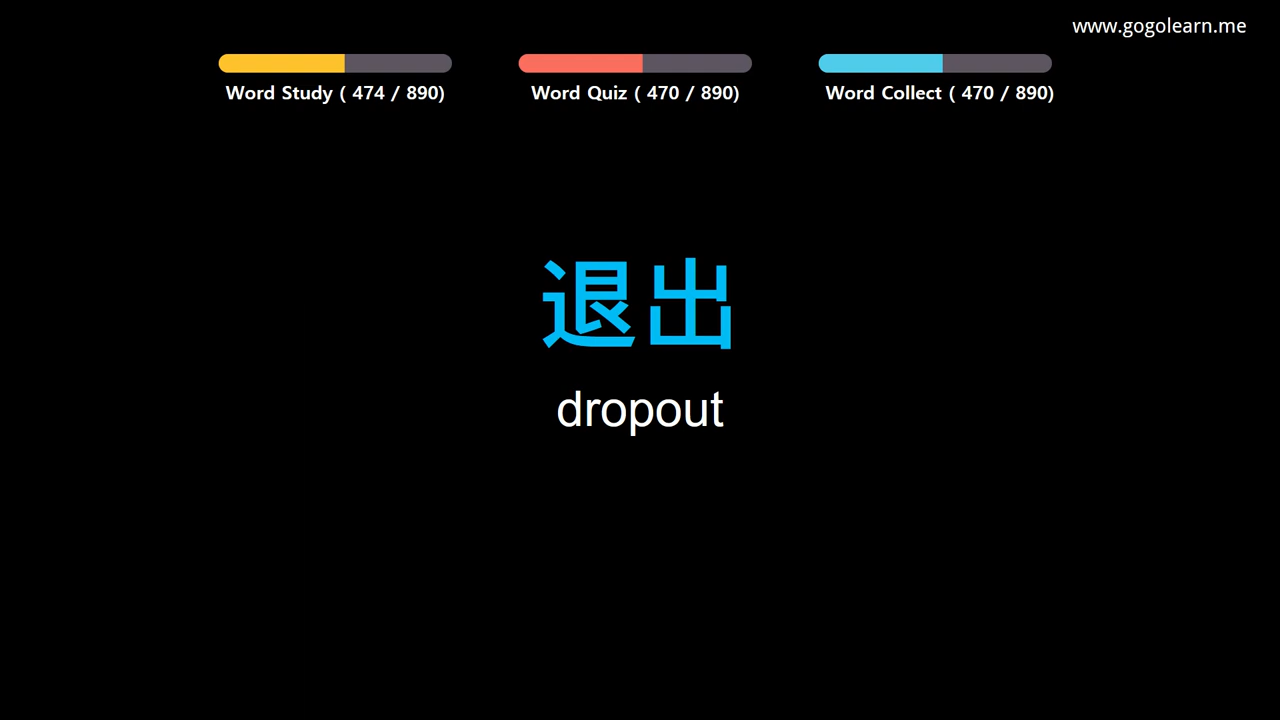 www.gogolearn.me
Word Study ( 474 / 890)
Word Quiz ( 470 / 890)
Word Collect ( 470 / 890)
退出
dropout